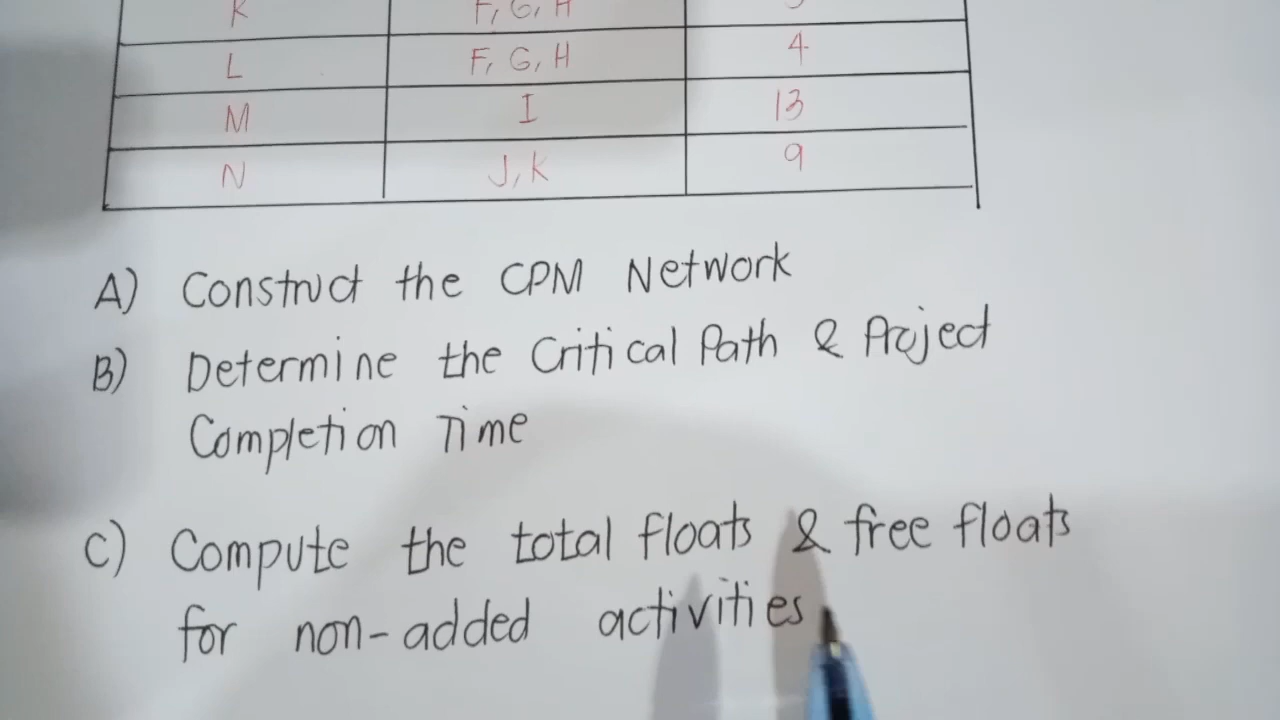 K F, G, H
L F, G, H 4
M I 13
N J, K 9
A) Construct the CPM Network
B) Determine the Critical Path & Project
Completion Time
C) Compute the total floats & free floats
for non-added activities